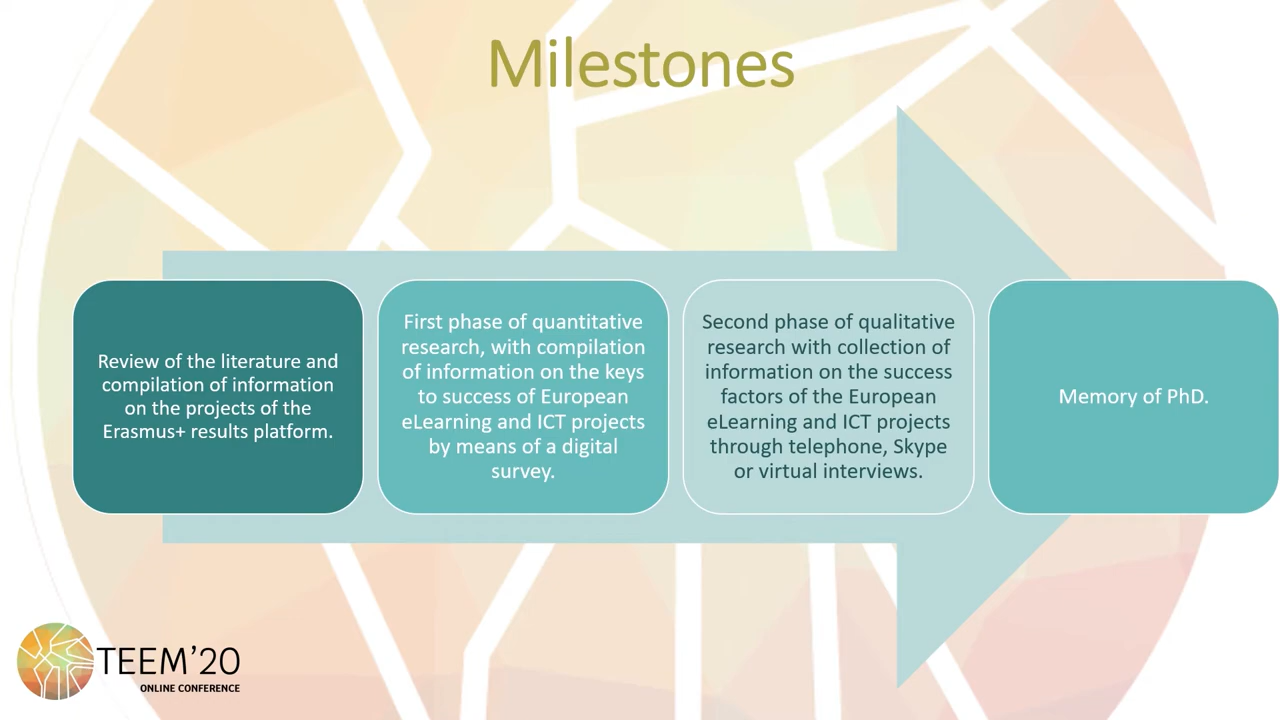 Milestones
Review of the literature and
compilation of information
on the projects of the
Erasmus+ results platform.
First phase of quantitative
research, with compilation
of information on the keys
to success of European
eLearning and ICT projects
by means of a digital
survey.
Second phase of qualitative
research with collection of
information on the success
factors of the European
eLearning and ICT projects
through telephone, Skype
or virtual interviews.
Memory of PhD.
TEEM'20
ONLINE CONFERENCE